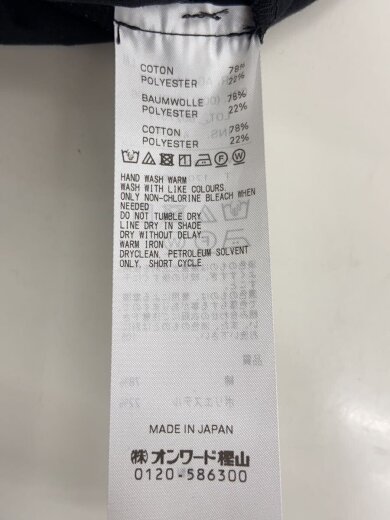 COTON 78%
POLYESTER 22%
BAUMWOLLE 78%
POLYESTER 22%
COTTON 78%
POLYESTER 22%
HAND WASH WARM
WASH WITH LIKE COLOURS.
ONLY NON-CHLORINE BLEACH WHEN
NEEDED
DO NOT TUMBLE DRY.
LINE DRY IN SHADE
DRY WITHOUT DELAY.
WARM IRON
DRYCLEAN, PETROLEUM SOLVENT
ONLY, SHORT CYCLE
MADE IN JAPAN
㈱オンワード樫山
0120-586300